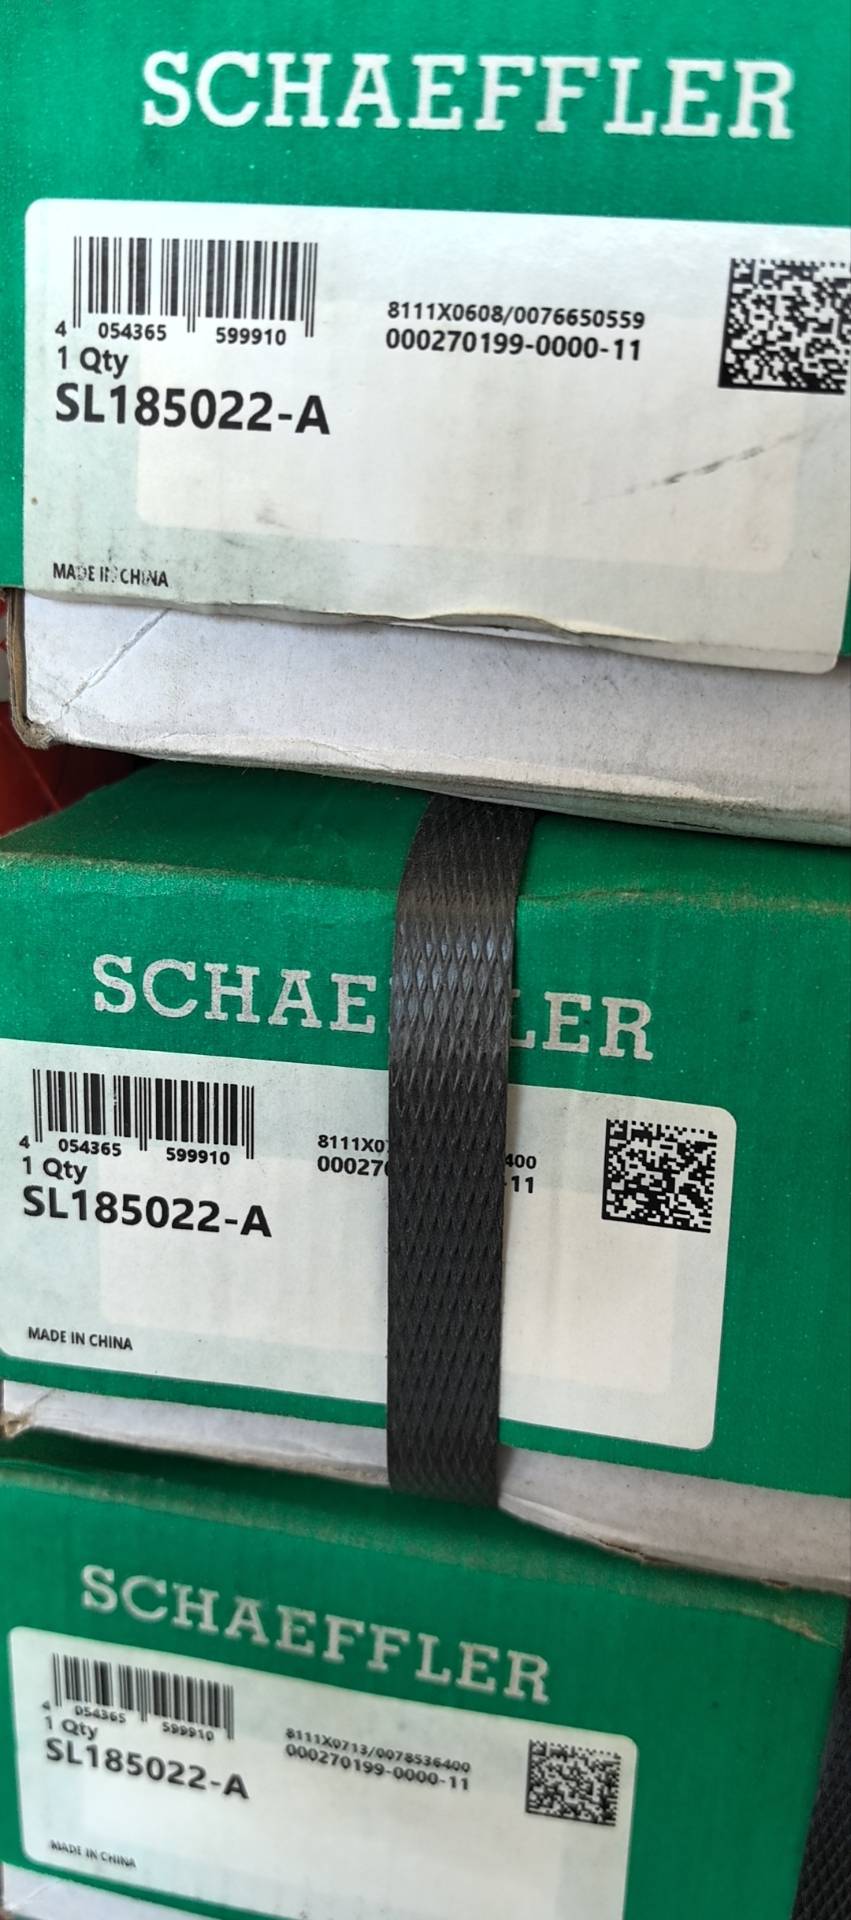 SCHAEFFLER
4 054365 599910
8111X0608/0076650559
000270199-0000-11
1 Qty
SL185022-A
MADE IN CHINA
SCHAE LER
4 054365 599910
8111X0 400
00027 -11
1 Qty
SL185022-A
MADE IN CHINA
SCHAEFFLER
4 054365 599910
8111X0713/0078536400
000270199-0000-11
1 Qty
SL185022-A
MADE IN CHINA